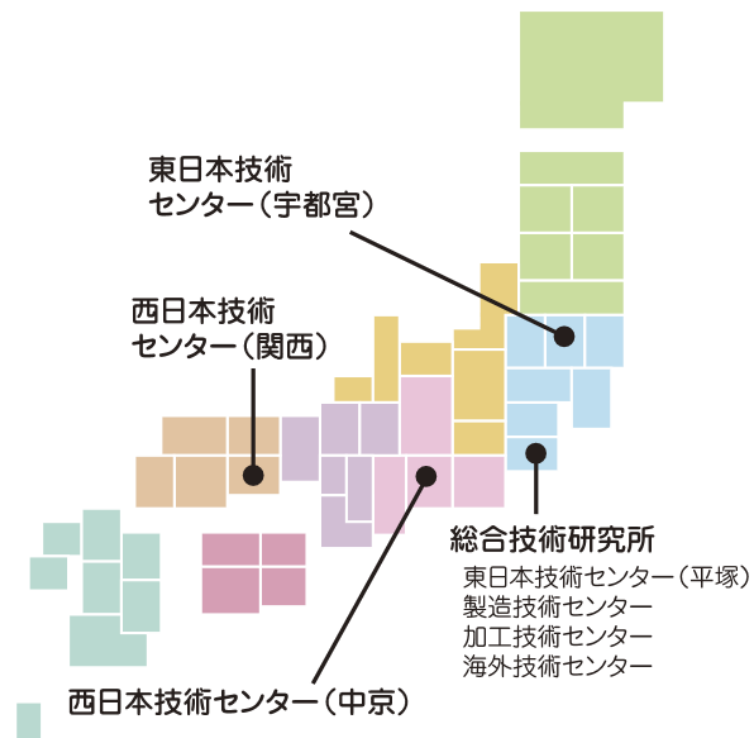 東日本技術
センター（宇都宮）
西日本技術
センター（関西）
総合技術研究所
東日本技術センター（平塚）
製造技術センター
加工技術センター
海外技術センター
西日本技術センター（中京）